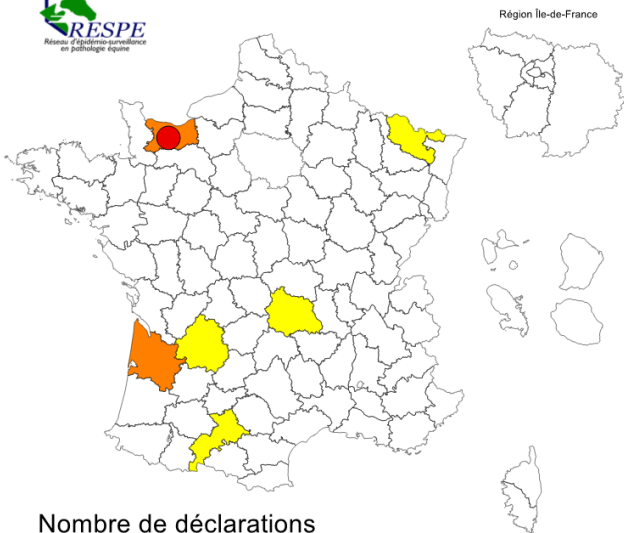 RESPE
Réseau d'épidémio-surveillance
en pathologie équine
Région Île-de-France
Nombre de déclarations